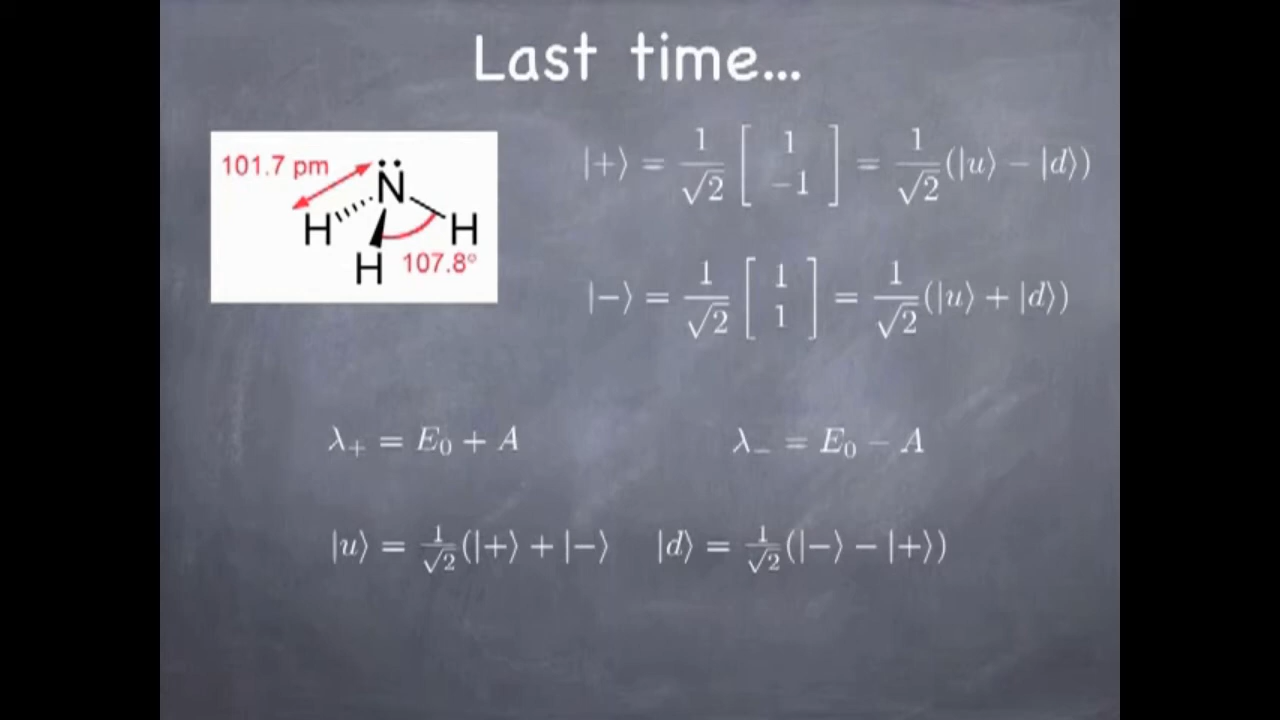 Last time...
101.7 pm
N
H
H
H
107.8°
|+⟩ = 1/√2 [ 1 -1 ] = 1/√2 (|u⟩ − |d⟩)
|−⟩ = 1/√2 [ 1 1 ] = 1/√2 (|u⟩ + |d⟩)
λ₊ = E₀ + A
λ₋ = E₀ − A
|u⟩ = 1/√2 (|+⟩ + |−⟩
|d⟩ = 1/√2 (|−⟩ − |+⟩)